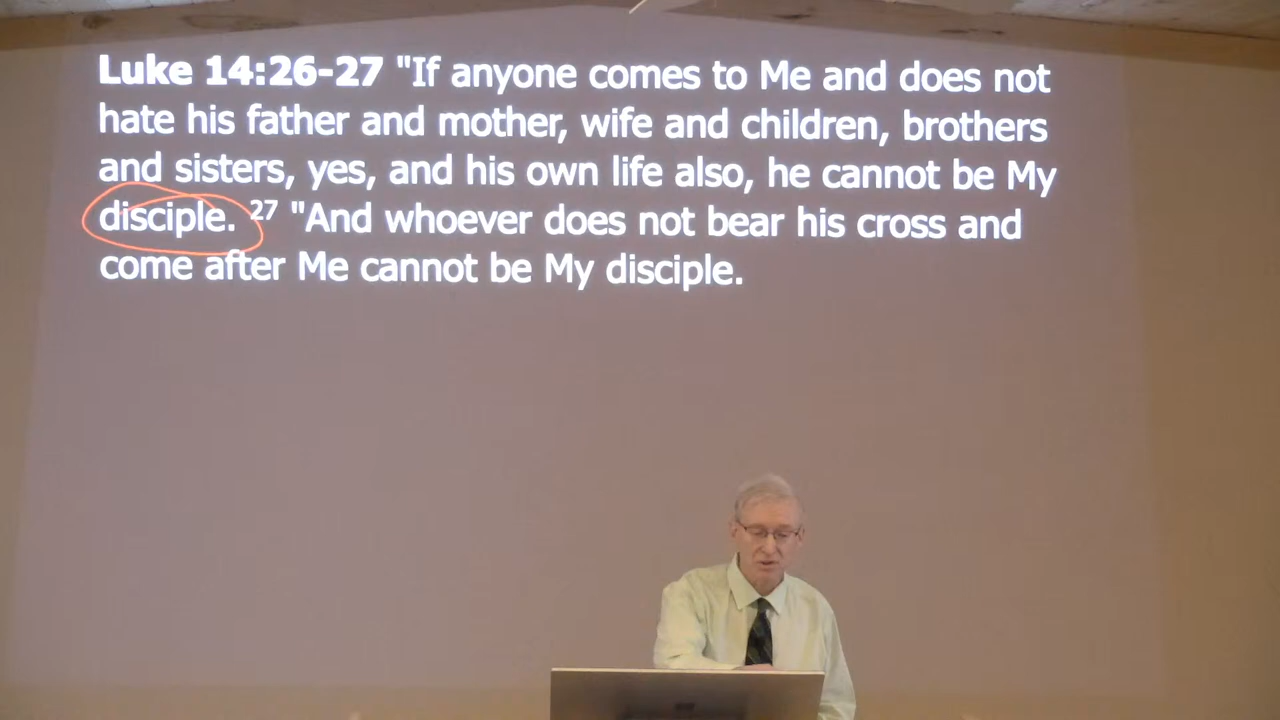 Luke 14:26-27 "If anyone comes to Me and does not
hate his father and mother, wife and children, brothers
and sisters, yes, and his own life also, he cannot be My
disciple. 27 "And whoever does not bear his cross and
come after Me cannot be My disciple.